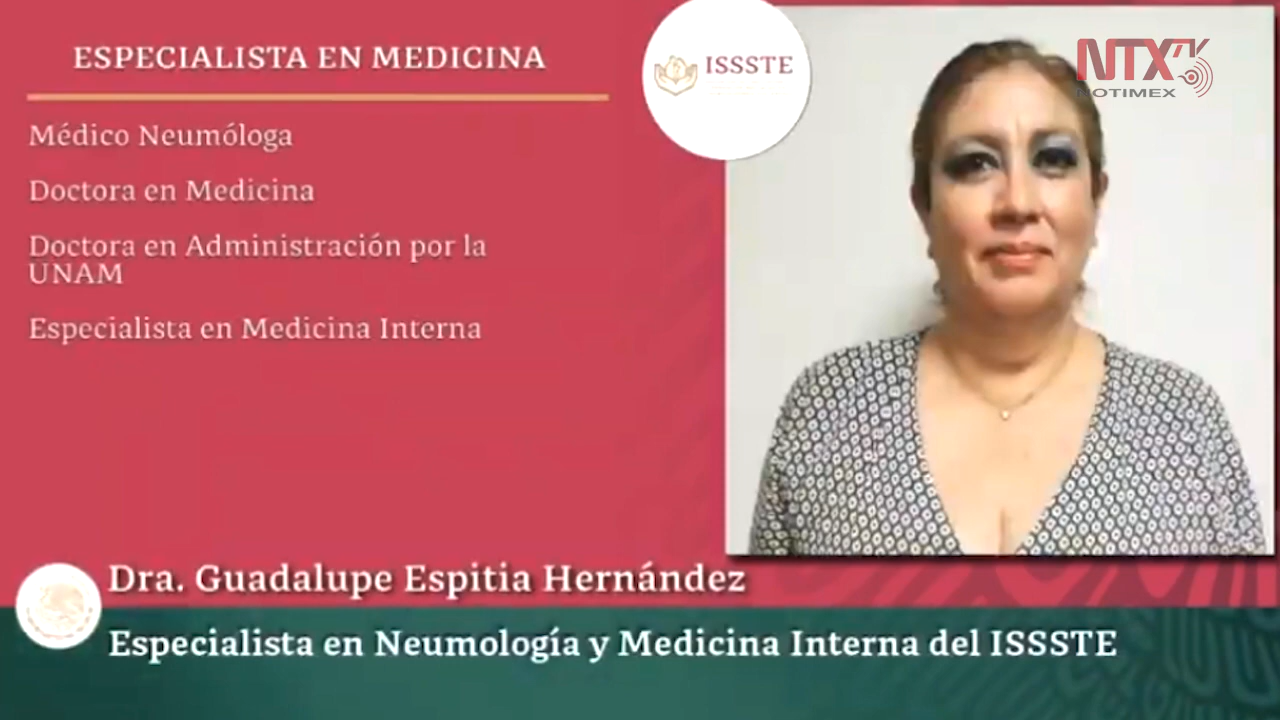 ESPECIALISTA EN MEDICINA
ISSSTE
NTX TV
NOTIMEX
Médico Neumóloga
Doctora en Medicina
Doctora en Administración por la
UNAM
Especialista en Medicina Interna
Dra. Guadalupe Espitia Hernández
Especialista en Neumología y Medicina Interna del ISSSTE